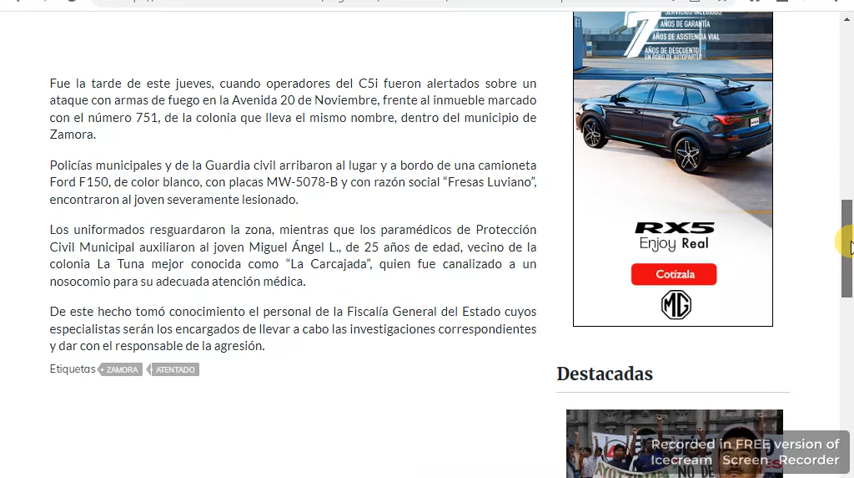 Fue la tarde de este jueves, cuando operadores del C5i fueron alertados sobre un
ataque con armas de fuego en la Avenida 20 de Noviembre, frente al inmueble marcado
con el número 751, de la colonia que lleva el mismo nombre, dentro del municipio de
Zamora.
Policías municipales y de la Guardia civil arribaron al lugar y a bordo de una camioneta
Ford F150, de color blanco, con placas MW-5078-B y con razón social “Fresas Luviano”,
encontraron al joven severamente lesionado.
Los uniformados resguardaron la zona, mientras que los paramédicos de Protección
Civil Municipal auxiliaron al joven Miguel Ángel L., de 25 años de edad, vecino de la
colonia La Tuna mejor conocida como “La Carcajada”, quien fue canalizado a un
nosocomio para su adecuada atención médica.
De este hecho tomó conocimiento el personal de la Fiscalía General del Estado cuyos
especialistas serán los encargados de llevar a cabo las investigaciones correspondientes
y dar con el responsable de la agresión.
Etiquetas ZAMORA ATENTADO
7
AÑOS DE GARANTÍA
AÑOS DE ASISTENCIA VIAL
AÑOS DE DESCUENTO
RX5
Enjoy Real
Cotízala
MG
Destacadas
Recorded in FREE version of
Icecream Screen Recorder